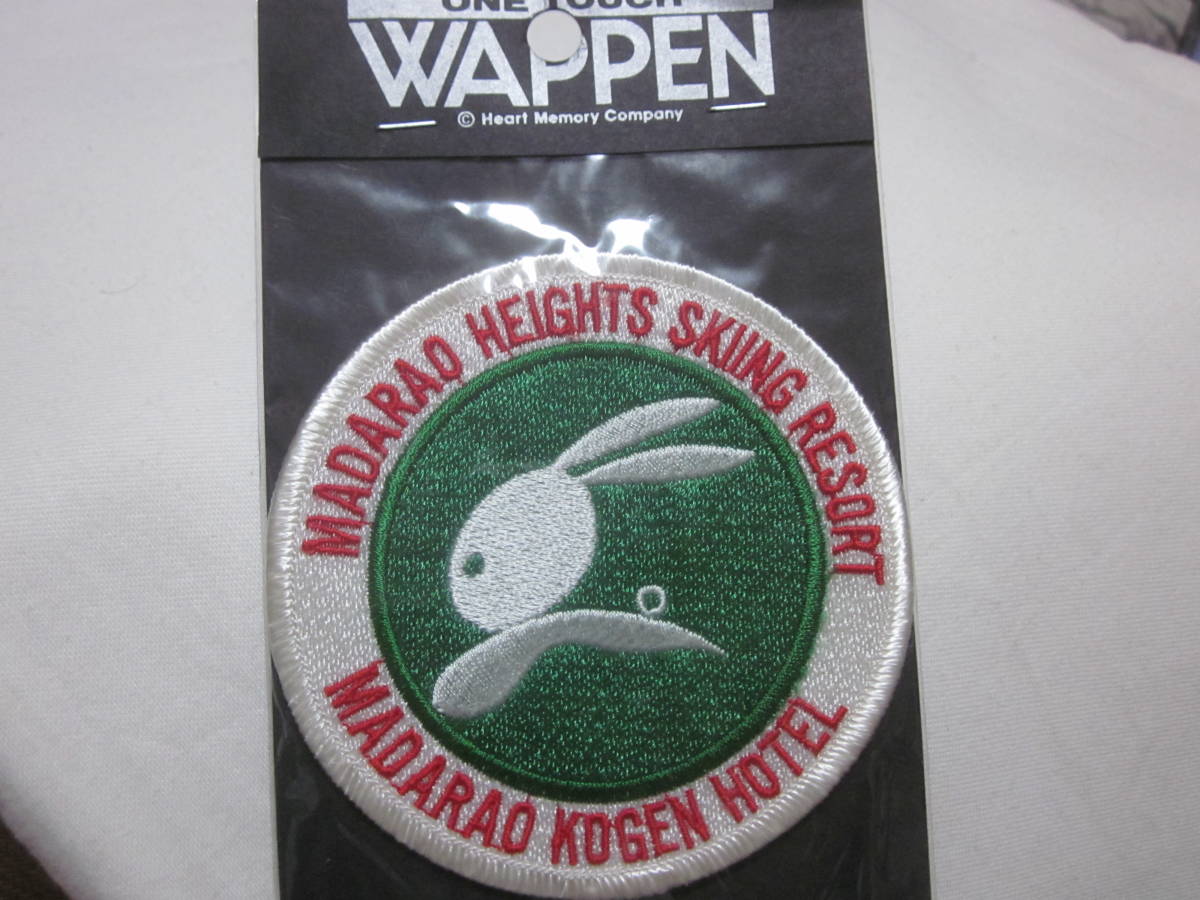 ONE TOUCH
WAPPEN
© Heart Memory Company
MADARAO HEIGHTS SKIING RESORT
MADARAO KOGEN HOTEL